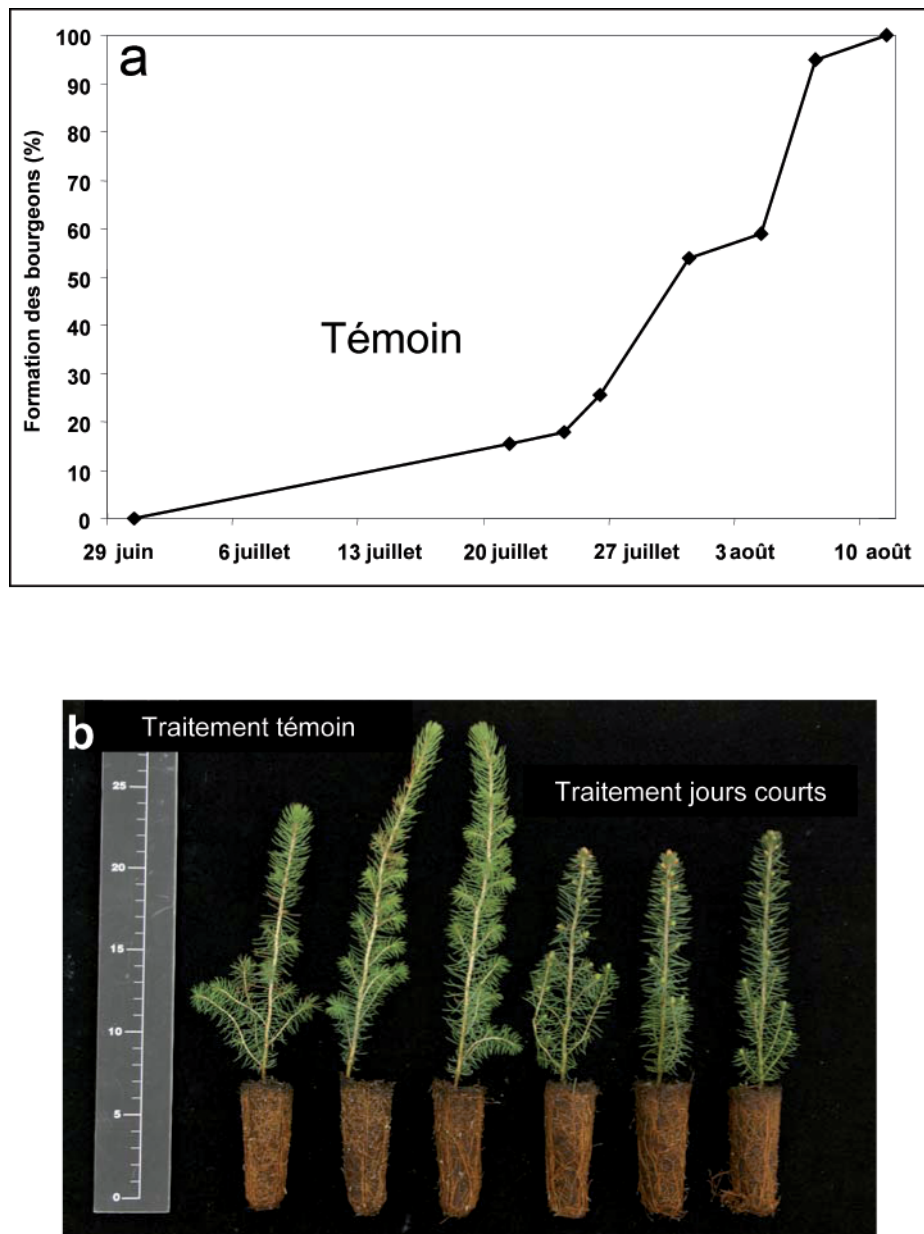 a
100
90
80
70
60
50
40
30
20
10
0
Formation des bourgeons (%)
Témoin
29 juin 6 juillet 13 juillet 20 juillet 27 juillet 3 août 10 août
b
Traitement témoin
Traitement jours courts
25
20
15
10
5
0